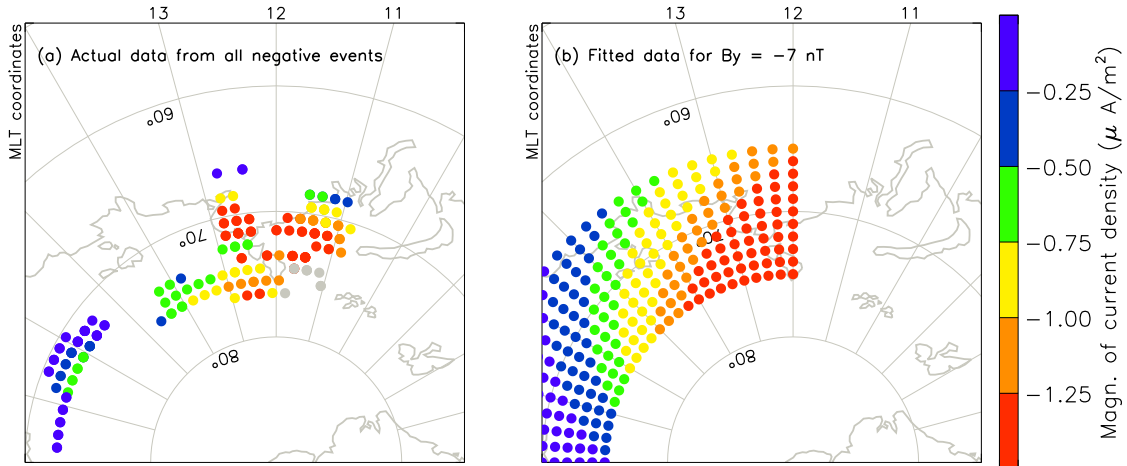 13 12 11
MLT coordinates
(a) Actual data from all negative events
60°
70°
80°
13 12 11
MLT coordinates
(b) Fitted data for By = −7 nT
60°
70°
80°
−0.25
−0.50
−0.75
−1.00
−1.25
Magn. of current density (μ A/m²)